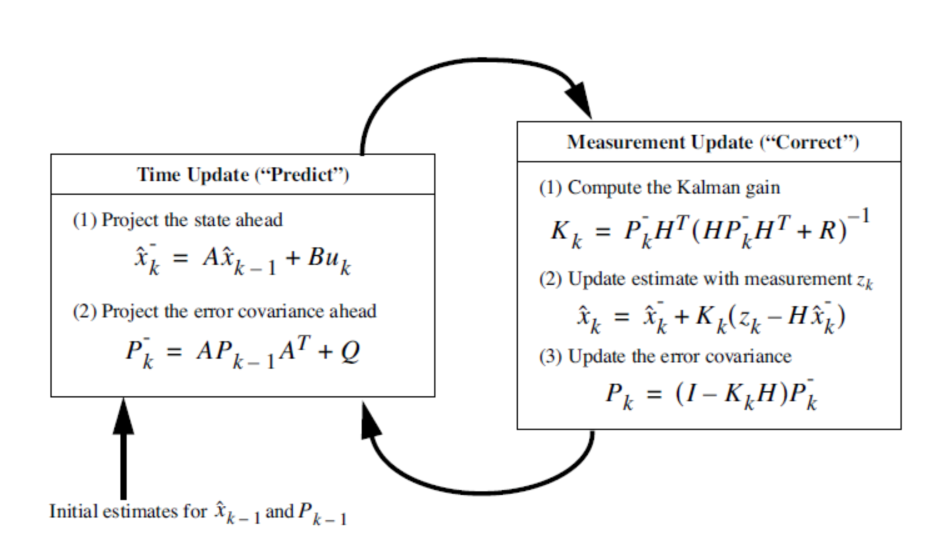 Time Update (“Predict”)
(1) Project the state ahead
x̂ₖ⁻ = Ax̂ₖ₋₁ + Buₖ
(2) Project the error covariance ahead
Pₖ⁻ = APₖ₋₁Aᵀ + Q
Initial estimates for x̂ₖ₋₁ and Pₖ₋₁
Measurement Update (“Correct”)
(1) Compute the Kalman gain
Kₖ = Pₖ⁻Hᵀ(HPₖ⁻Hᵀ + R)⁻¹
(2) Update estimate with measurement zₖ
x̂ₖ = x̂ₖ⁻ + Kₖ(zₖ – Hx̂ₖ⁻)
(3) Update the error covariance
Pₖ = (I – KₖH)Pₖ⁻